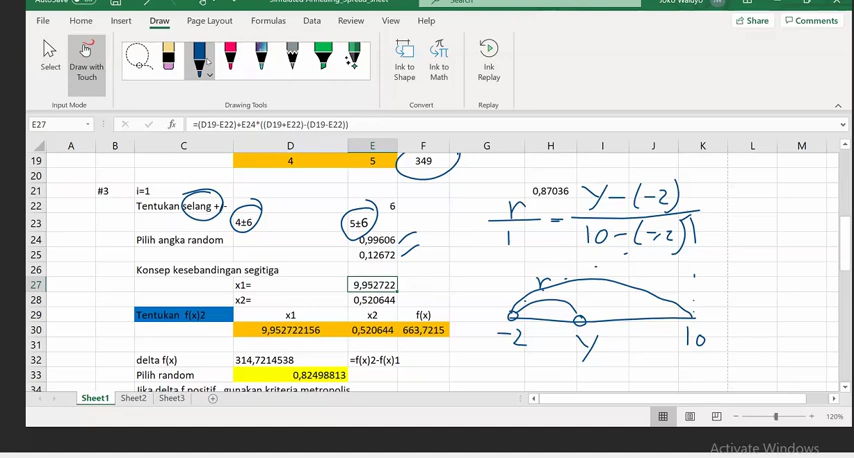 Simulated Annealing_Spread_sheet
Search
File Home Insert Draw Page Layout Formulas Data Review View Help
Share Comments
Select Draw with Touch
Ink to Shape Ink to Math Ink Replay
Input Mode Drawing Tools Convert Replay
E27 fx =(D19-E22)+E24*((D19+E22)-(D19-E22))
A B C D E F G H I J K L M
19 4 5 349
20
21 #3 i=1 0,87036
22 Tentukan selang +/- 6
23 4±6 5±6
24 Pilih angka random 0,99606
25 0,12672
26 Konsep kesebandingan segitiga
27 x1= 9,952722
28 x2= 0,520644
29 Tentukan f(x)2 x1 x2 f(x)
30 9,952722156 0,520644 663,7215
31
32 delta f(x) 314,7214538 =f(x)2-f(x)1
33 Pilih random 0,82498813
34 Jika delta f positif, gunakan kriteria metropolis
r/1 = y-(-2)/10-(-2)
r
-2 y 10
Sheet1 Sheet2 Sheet3
120%
Activate Windows